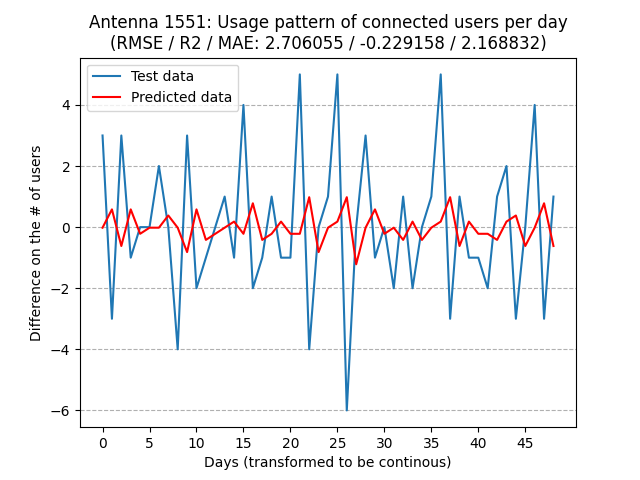 Antenna 1551: Usage pattern of connected users per day
(RMSE / R2 / MAE: 2.706055 / -0.229158 / 2.168832)
Test data
Predicted data
Difference on the # of users
4
2
0
−2
−4
−6
0 5 10 15 20 25 30 35 40 45
Days (transformed to be continous)